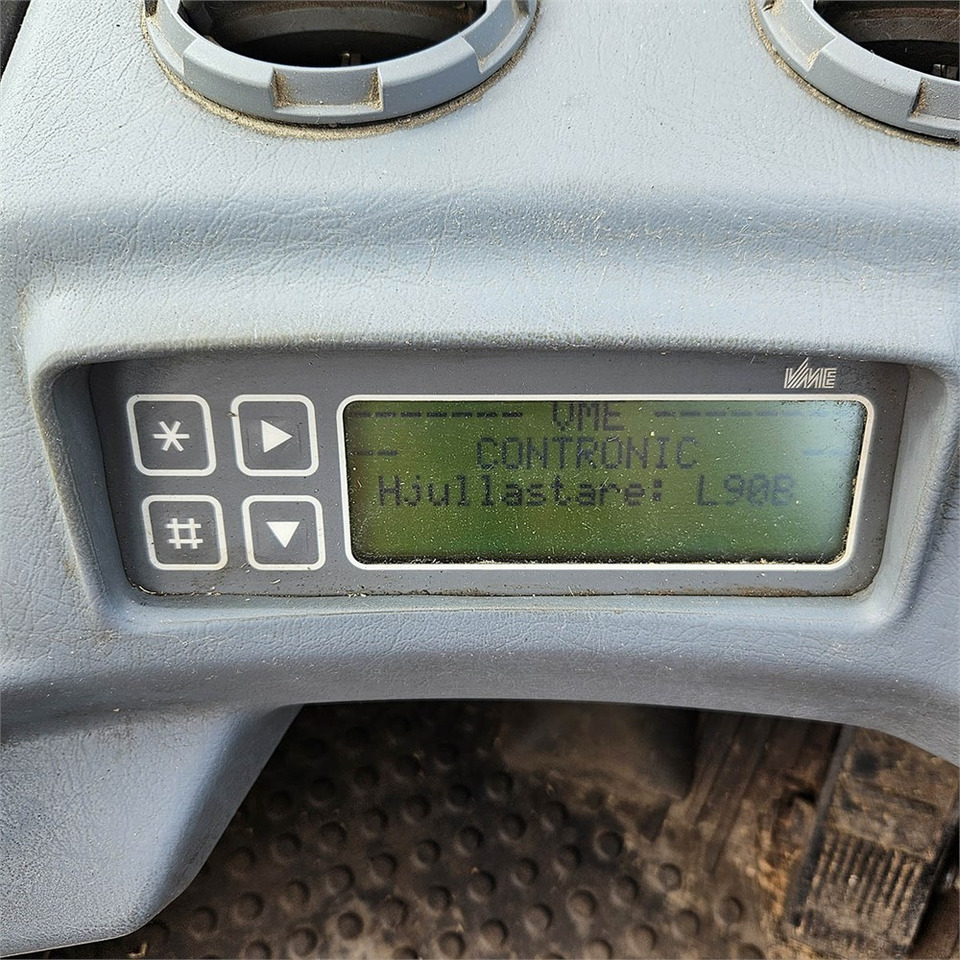 VME
------- VME -------
-- CONTRONIC --
Hjullastare: L90B
*
#